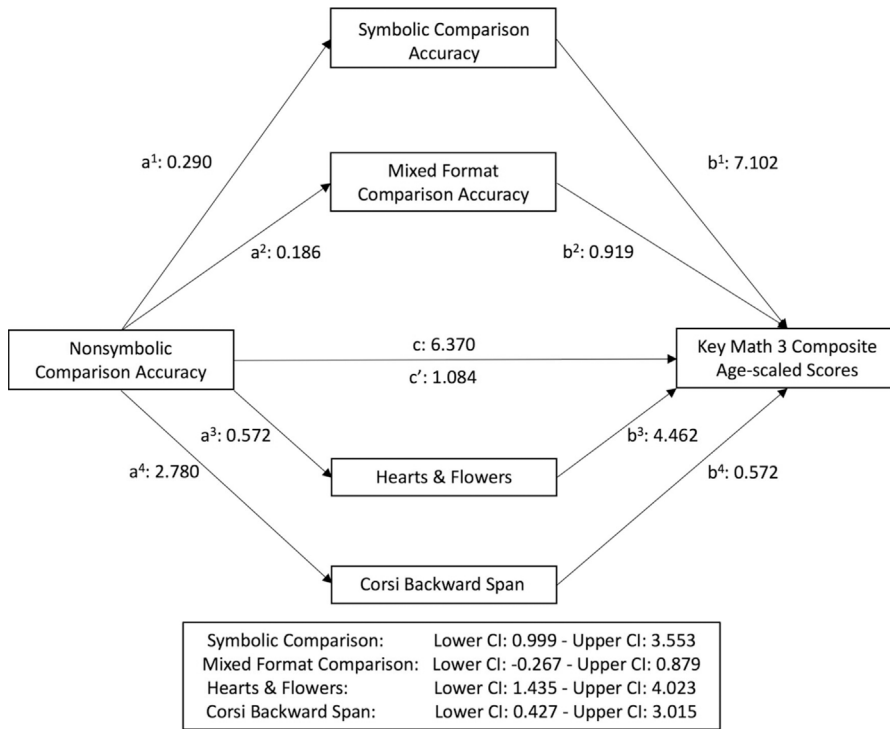 Symbolic Comparison
Accuracy
a¹: 0.290
b¹: 7.102
Mixed Format
Comparison Accuracy
a²: 0.186
b²: 0.919
Nonsymbolic
Comparison Accuracy
c: 6.370
c’: 1.084
Key Math 3 Composite
Age-scaled Scores
a³: 0.572
b³: 4.462
a⁴: 2.780
Hearts & Flowers
b⁴: 0.572
Corsi Backward Span
Symbolic Comparison: Lower CI: 0.999 - Upper CI: 3.553
Mixed Format Comparison: Lower CI: -0.267 - Upper CI: 0.879
Hearts & Flowers: Lower CI: 1.435 - Upper CI: 4.023
Corsi Backward Span: Lower CI: 0.427 - Upper CI: 3.015